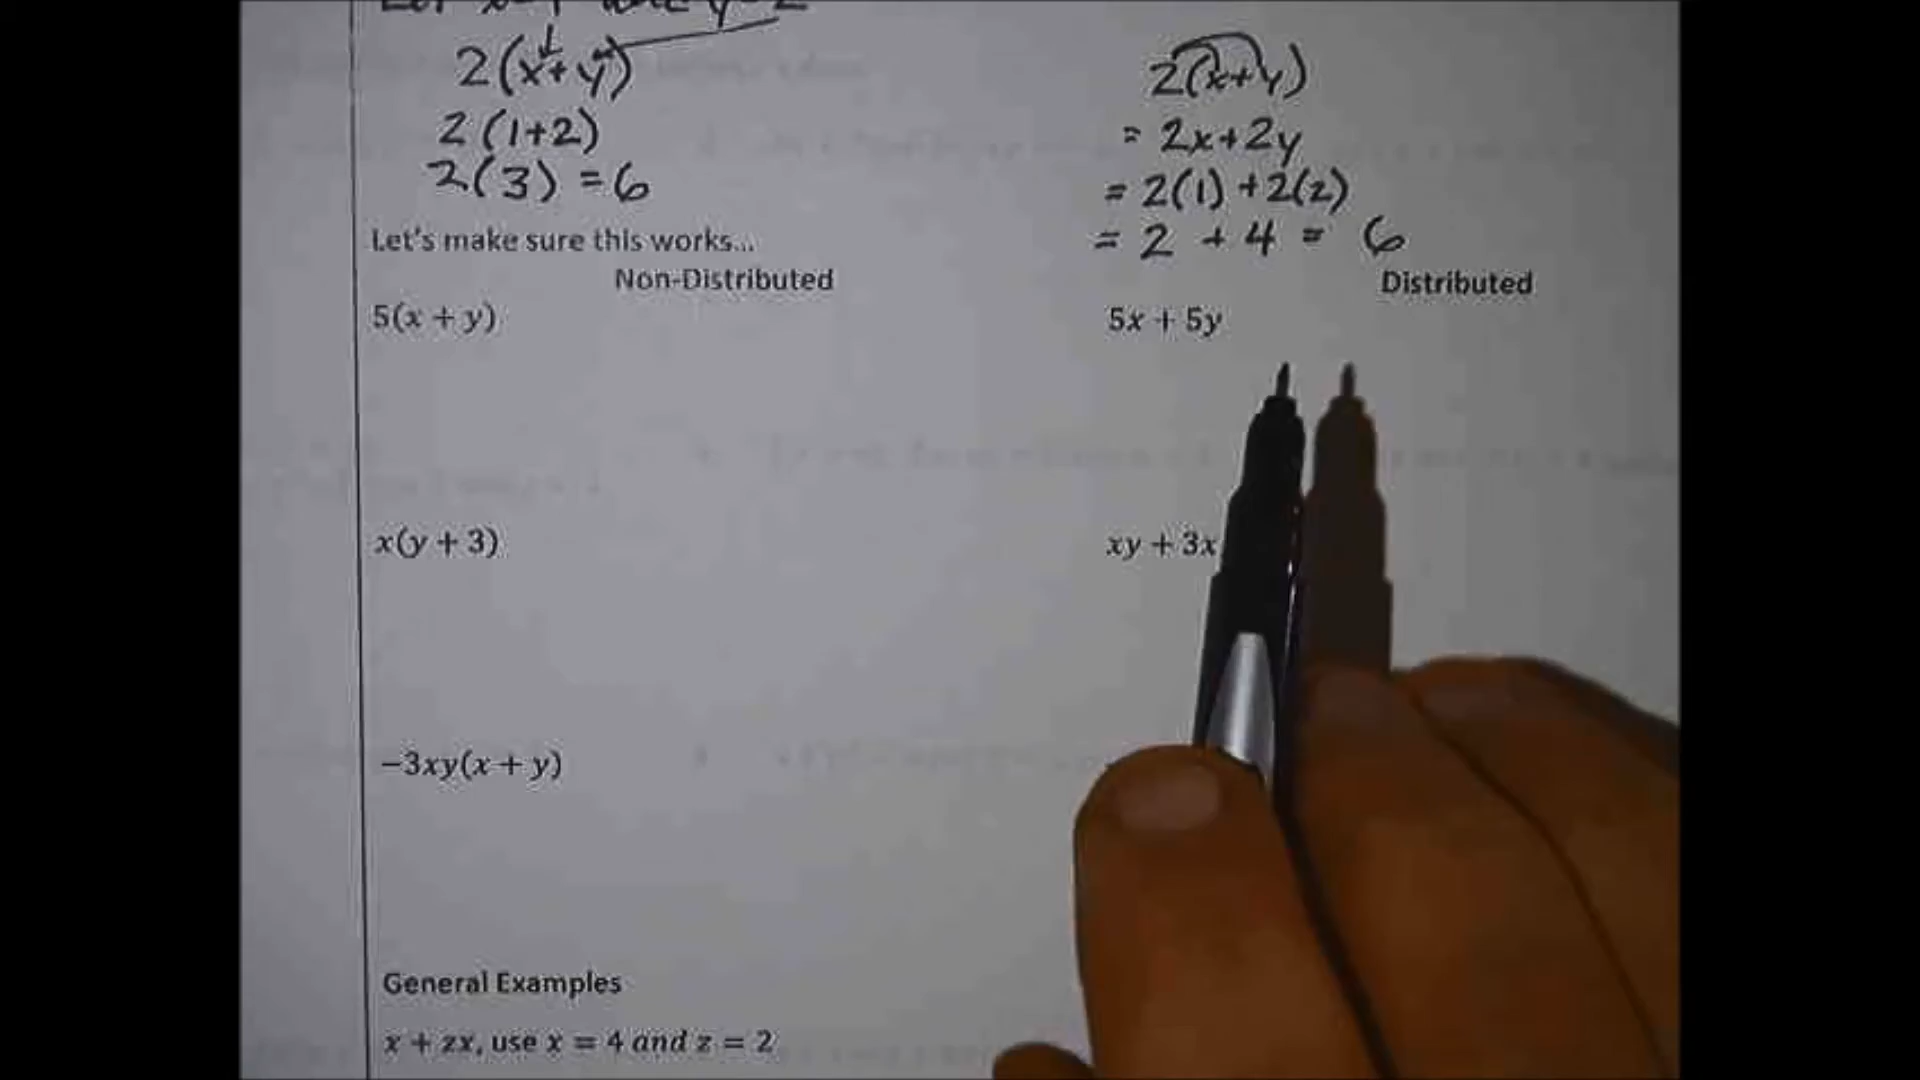 2(x+y)
2(1+2)
2(3) =6
2(x+y)
= 2x+2y
= 2(1) +2(2)
= 2 + 4 = 6
Let's make sure this works...
Non-Distributed
Distributed
5(x + y)
5x + 5y
x(y + 3)
xy + 3x
−3xy(x + y)
General Examples
x + zx, use x = 4 and z = 2